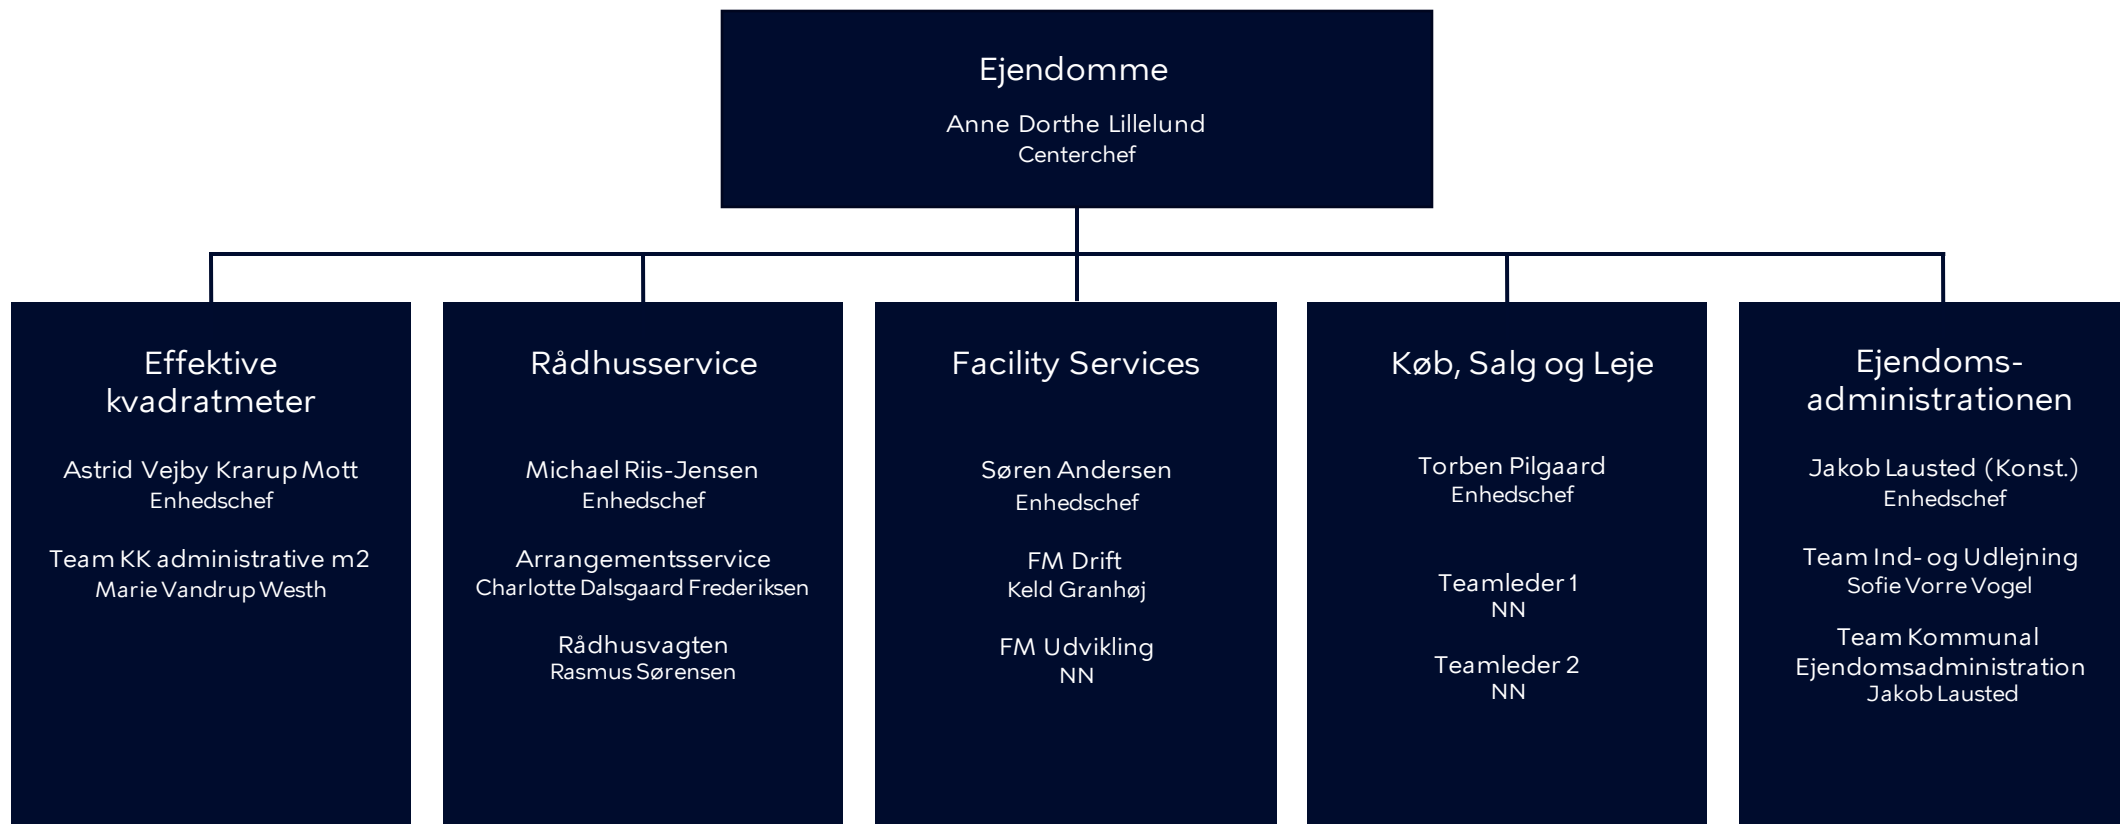 Ejendomme
Anne Dorthe Lillelund
Centerchef
Effektive
kvadratmeter
Astrid Vejby Krarup Mott
Enhedschef
Team KK administrative m2
Marie Vandrup Westh
Rådhusservice
Michael Riis-Jensen
Enhedschef
Arrangementsservice
Charlotte Dalsgaard Frederiksen
Rådhusvagten
Rasmus Sørensen
Facility Services
Søren Andersen
Enhedschef
FM Drift
Keld Granhøj
FM Udvikling
NN
Køb, Salg og Leje
Torben Pilgaard
Enhedschef
Teamleder 1
NN
Teamleder 2
NN
Ejendoms-
administrationen
Jakob Lausted (Konst.)
Enhedschef
Team Ind- og Udlejning
Sofie Vorre Vogel
Team Kommunal
Ejendomsadministration
Jakob Lausted